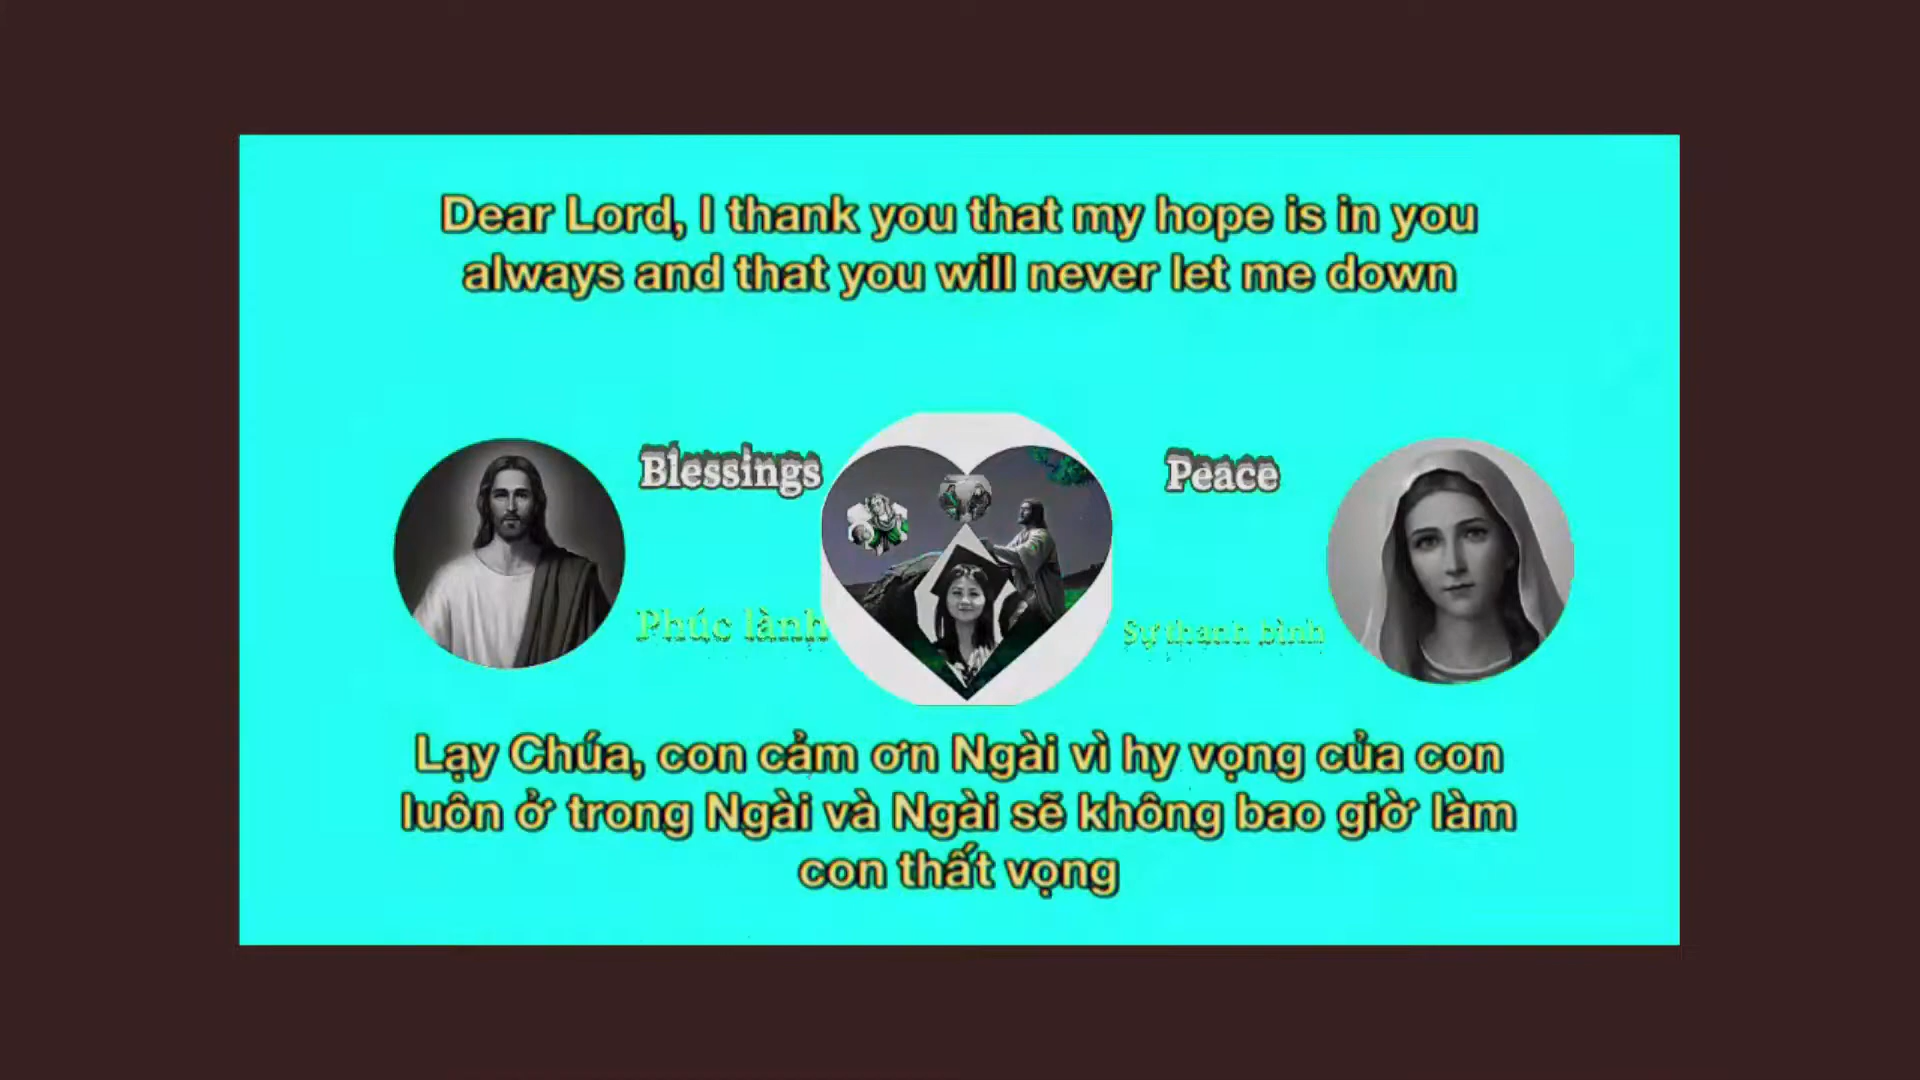 Dear Lord, I thank you that my hope is in you
always and that you will never let me down
Blessings
Peace
Phúc lành
Sự thanh bình
Lạy Chúa, con cảm ơn Ngài vì hy vọng của con
luôn ở trong Ngài và Ngài sẽ không bao giờ làm
con thất vọng